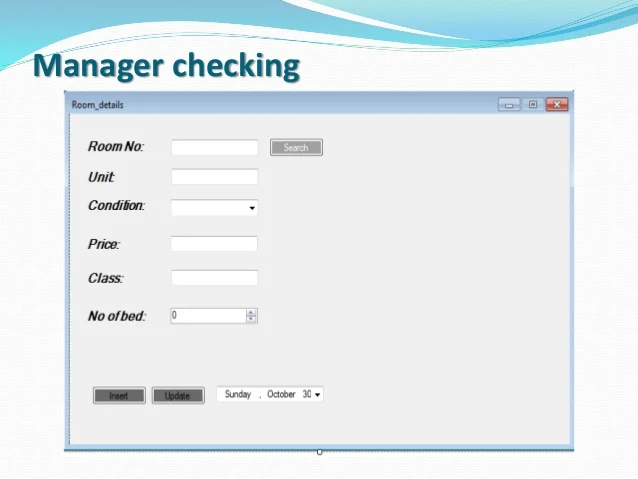 Manager checking
Room_details
Room No:
Search
Unit:
Condition:
Price:
Class:
No of bed:
0
Insert
Update
Sunday , October 30